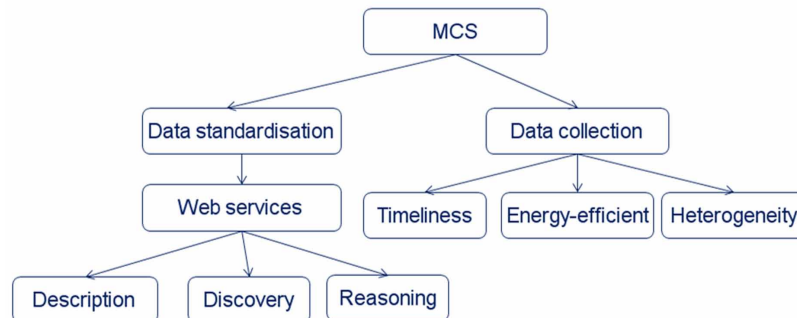 MCS
Data standardisation
Data collection
Web services
Timeliness
Energy-efficient
Heterogeneity
Description
Discovery
Reasoning